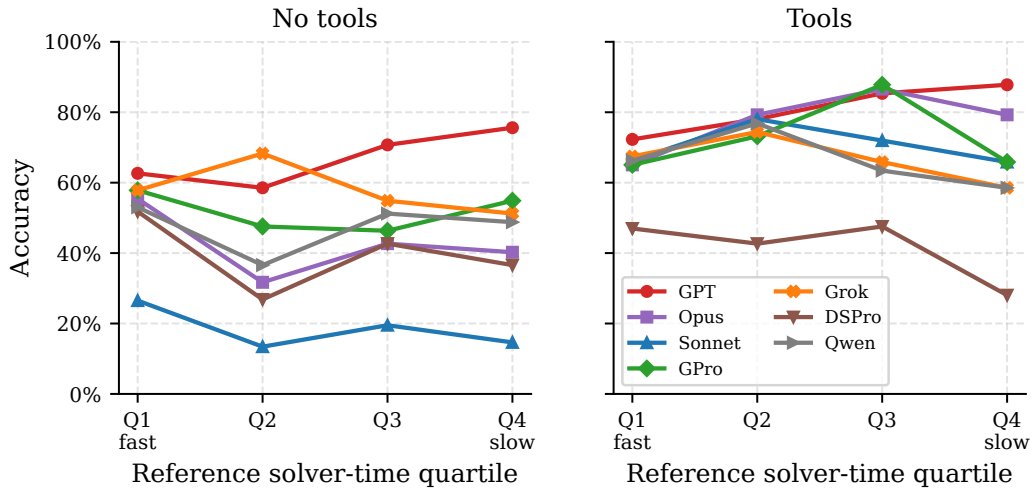 No tools
Tools
100%
80%
60%
40%
20%
0%
Accuracy
Q1
fast
Q2
Q3
Q4
slow
Reference solver-time quartile
GPT
Opus
Sonnet
GPro
Grok
DSPro
Qwen
Q1
fast
Q2
Q3
Q4
slow
Reference solver-time quartile